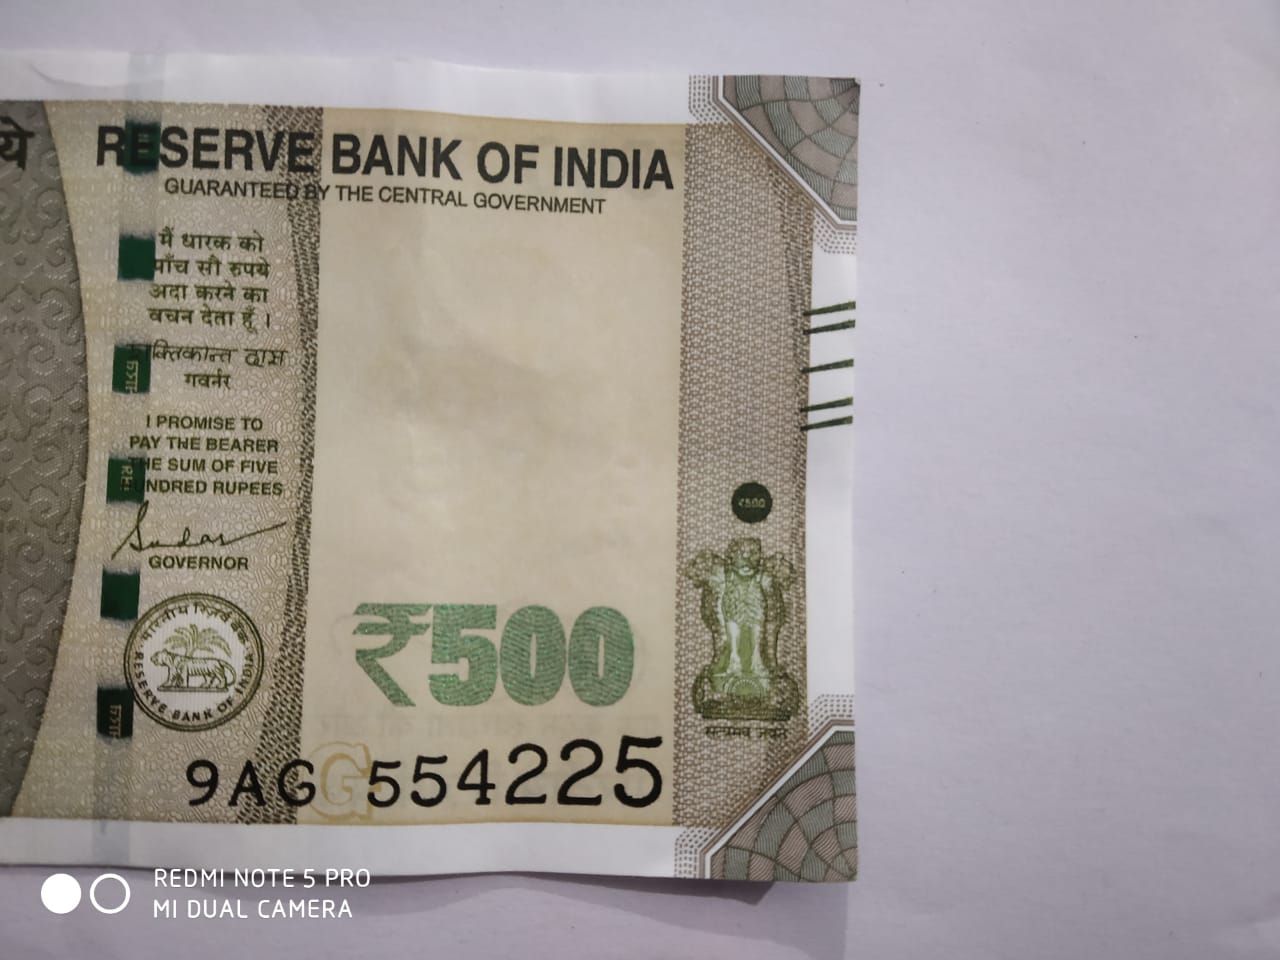 ये
RESERVE BANK OF INDIA
GUARANTEED BY THE CENTRAL GOVERNMENT
मैं धारक को
पाँच सौ रुपये
अदा करने का
वचन देता हूँ ।
शक्तिकान्त दास
गवर्नर
I PROMISE TO
PAY THE BEARER
THE SUM OF FIVE
HUNDRED RUPEES
GOVERNOR
भारतीय रिज़र्व बैंक
RESERVE BANK OF INDIA
₹500
₹500
सत्यमेव जयते
9AG G 554225
REDMI NOTE 5 PRO
MI DUAL CAMERA